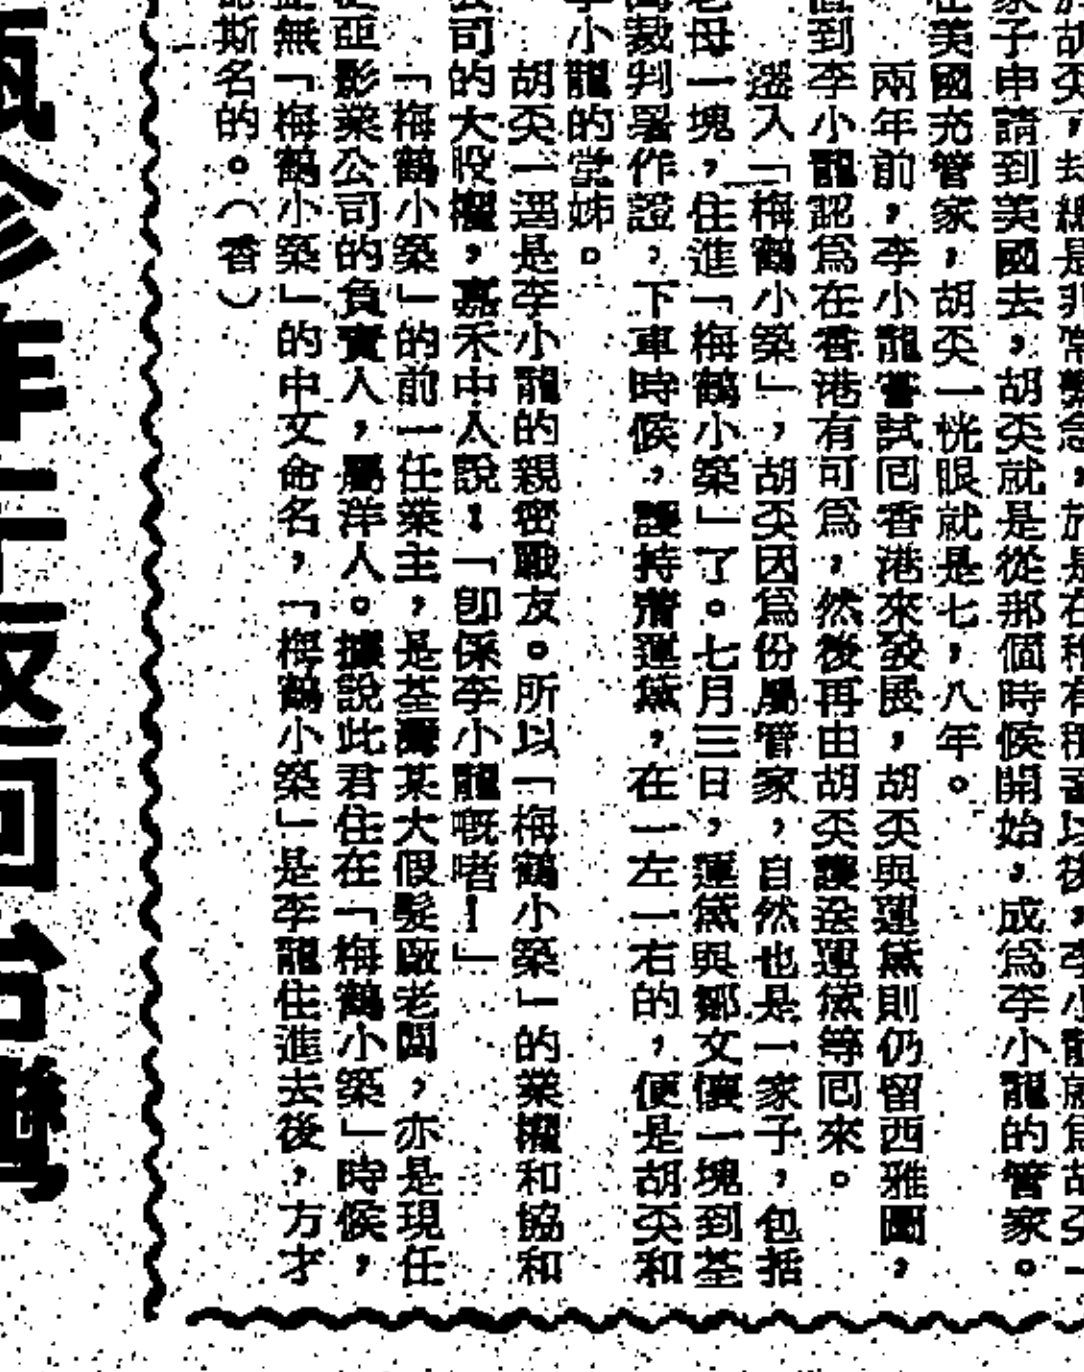 家子申請到美國去，胡奀就是從那個時候開始，成爲李小龍的管家。
在美國充管家，胡奀一恍眼就是七，八年。
兩年前，李小龍嘗試回香港來發展，胡奀與蓮黛則仍留西雅圖，
直到李小龍認爲在香港有可爲，然後再由胡奀護送蓮黛等回來。
遷入「梅鶴小築」，胡奀因爲份屬管家，自然也是一家子，包括
老母一塊，住進「梅鶴小築」了。七月三日，蓮黛與鄒文懷一塊到荃
裁判署作證，下車時候，護持着蓮黛，在一左一右的，便是胡奀和
李小龍的堂姊。
胡奀一遇是李小龍的親密戰友。所以「梅鶴小築」的業權和協和
公司的大股權，嘉禾中人說：「卽係李小龍嘅啫！」
「梅鶴小築」的前一任業主，是荃灣某大假髮廠老闆，亦是現任
亞影業公司的負責人，屬洋人。據說此君住在「梅鶴小築」時候，
無「梅鶴小築」的中文命名，「梅鶴小築」是李龍住進去後，方才
斯名的。（香）
返回台灣